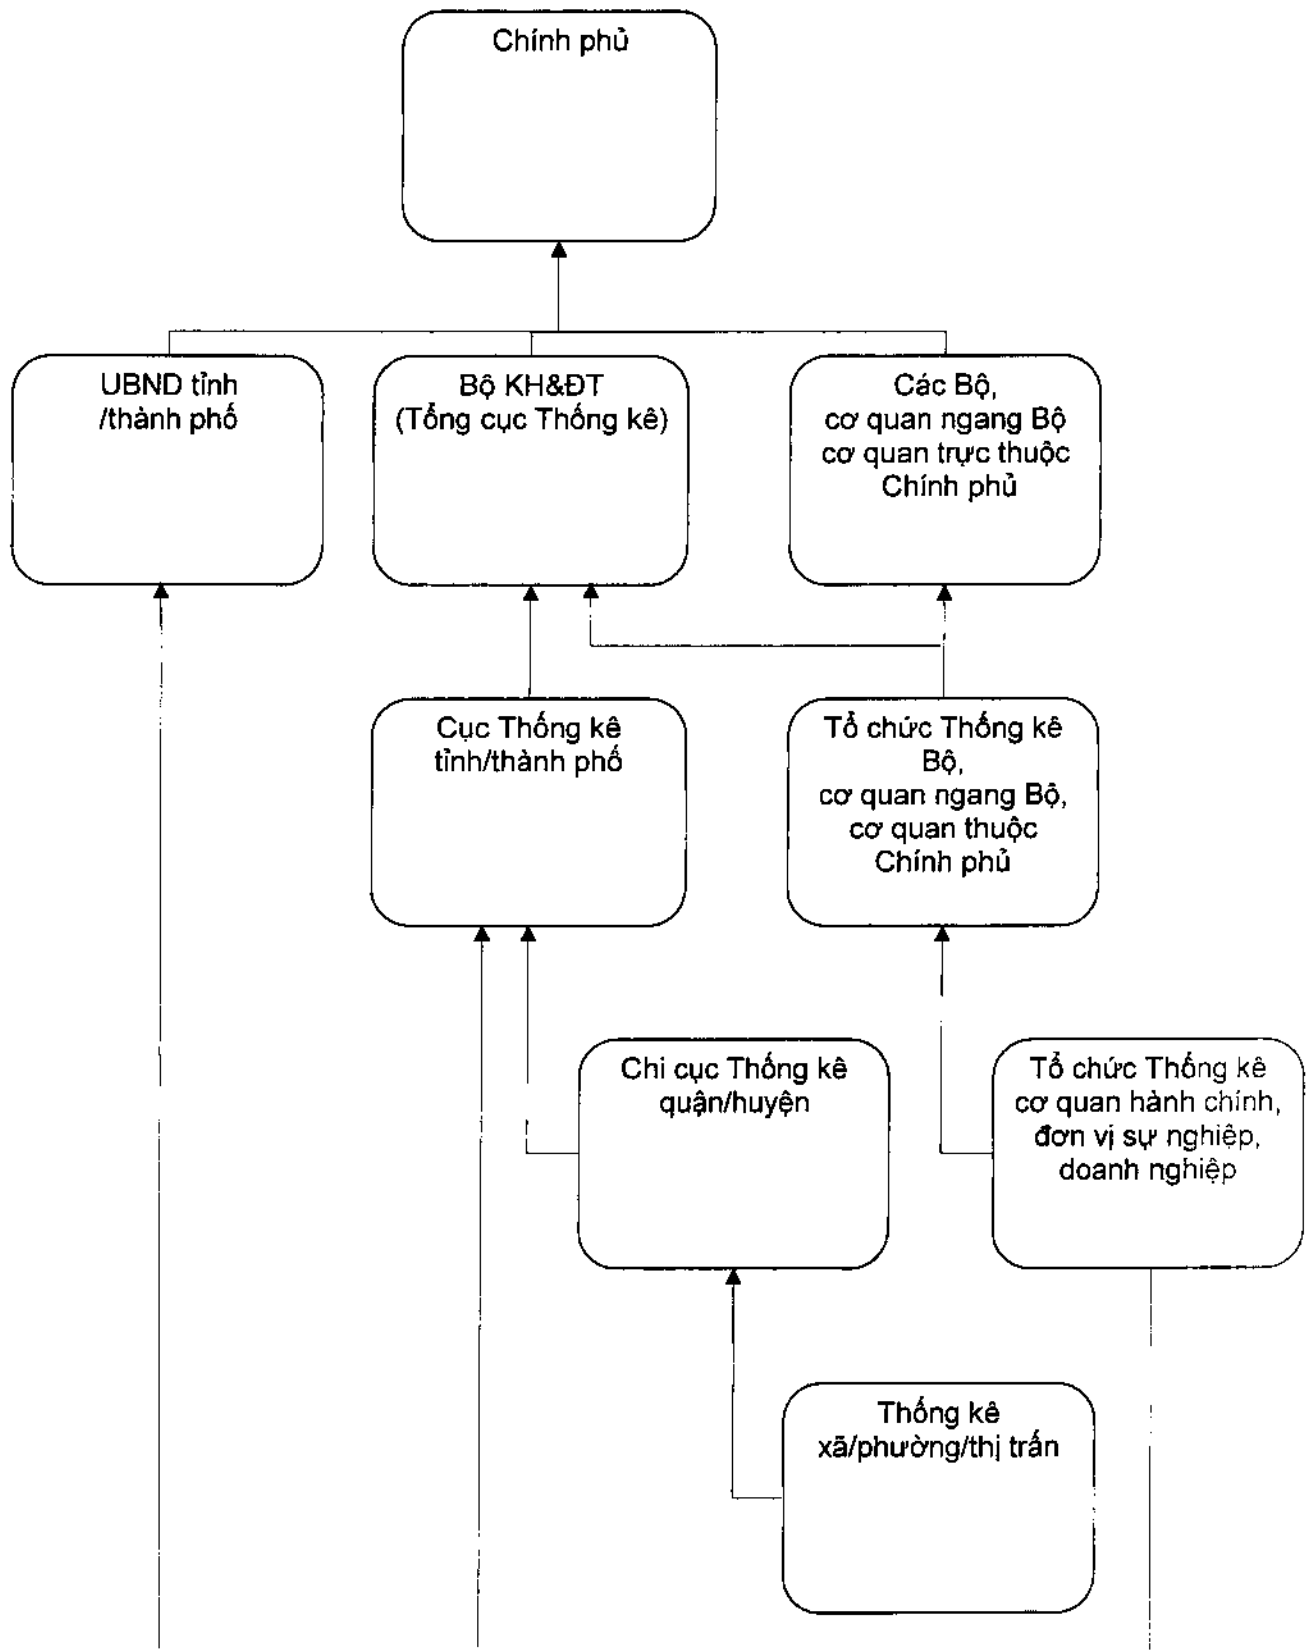 Chính phủ
UBND tỉnh
/thành phố
Bộ KH&ĐT
(Tổng cục Thống kê)
Các Bộ,
cơ quan ngang Bộ
cơ quan trực thuộc
Chính phủ
Cục Thống kê
tỉnh/thành phố
Tổ chức Thống kê
Bộ,
cơ quan ngang Bộ,
cơ quan thuộc
Chính phủ
Chi cục Thống kê
quận/huyện
Tổ chức Thống kê
cơ quan hành chính,
đơn vị sự nghiệp,
doanh nghiệp
Thống kê
xã/phường/thị trấn